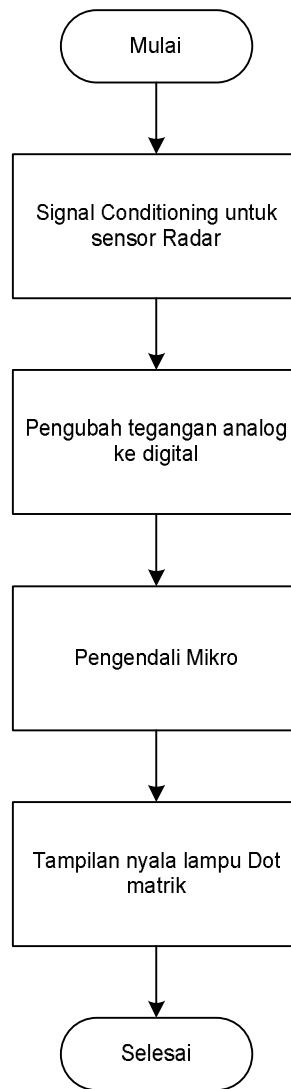 Mulai
Signal Conditioning untuk
sensor Radar
Pengubah tegangan analog
ke digital
Pengendali Mikro
Tampilan nyala lampu Dot
matrik
Selesai